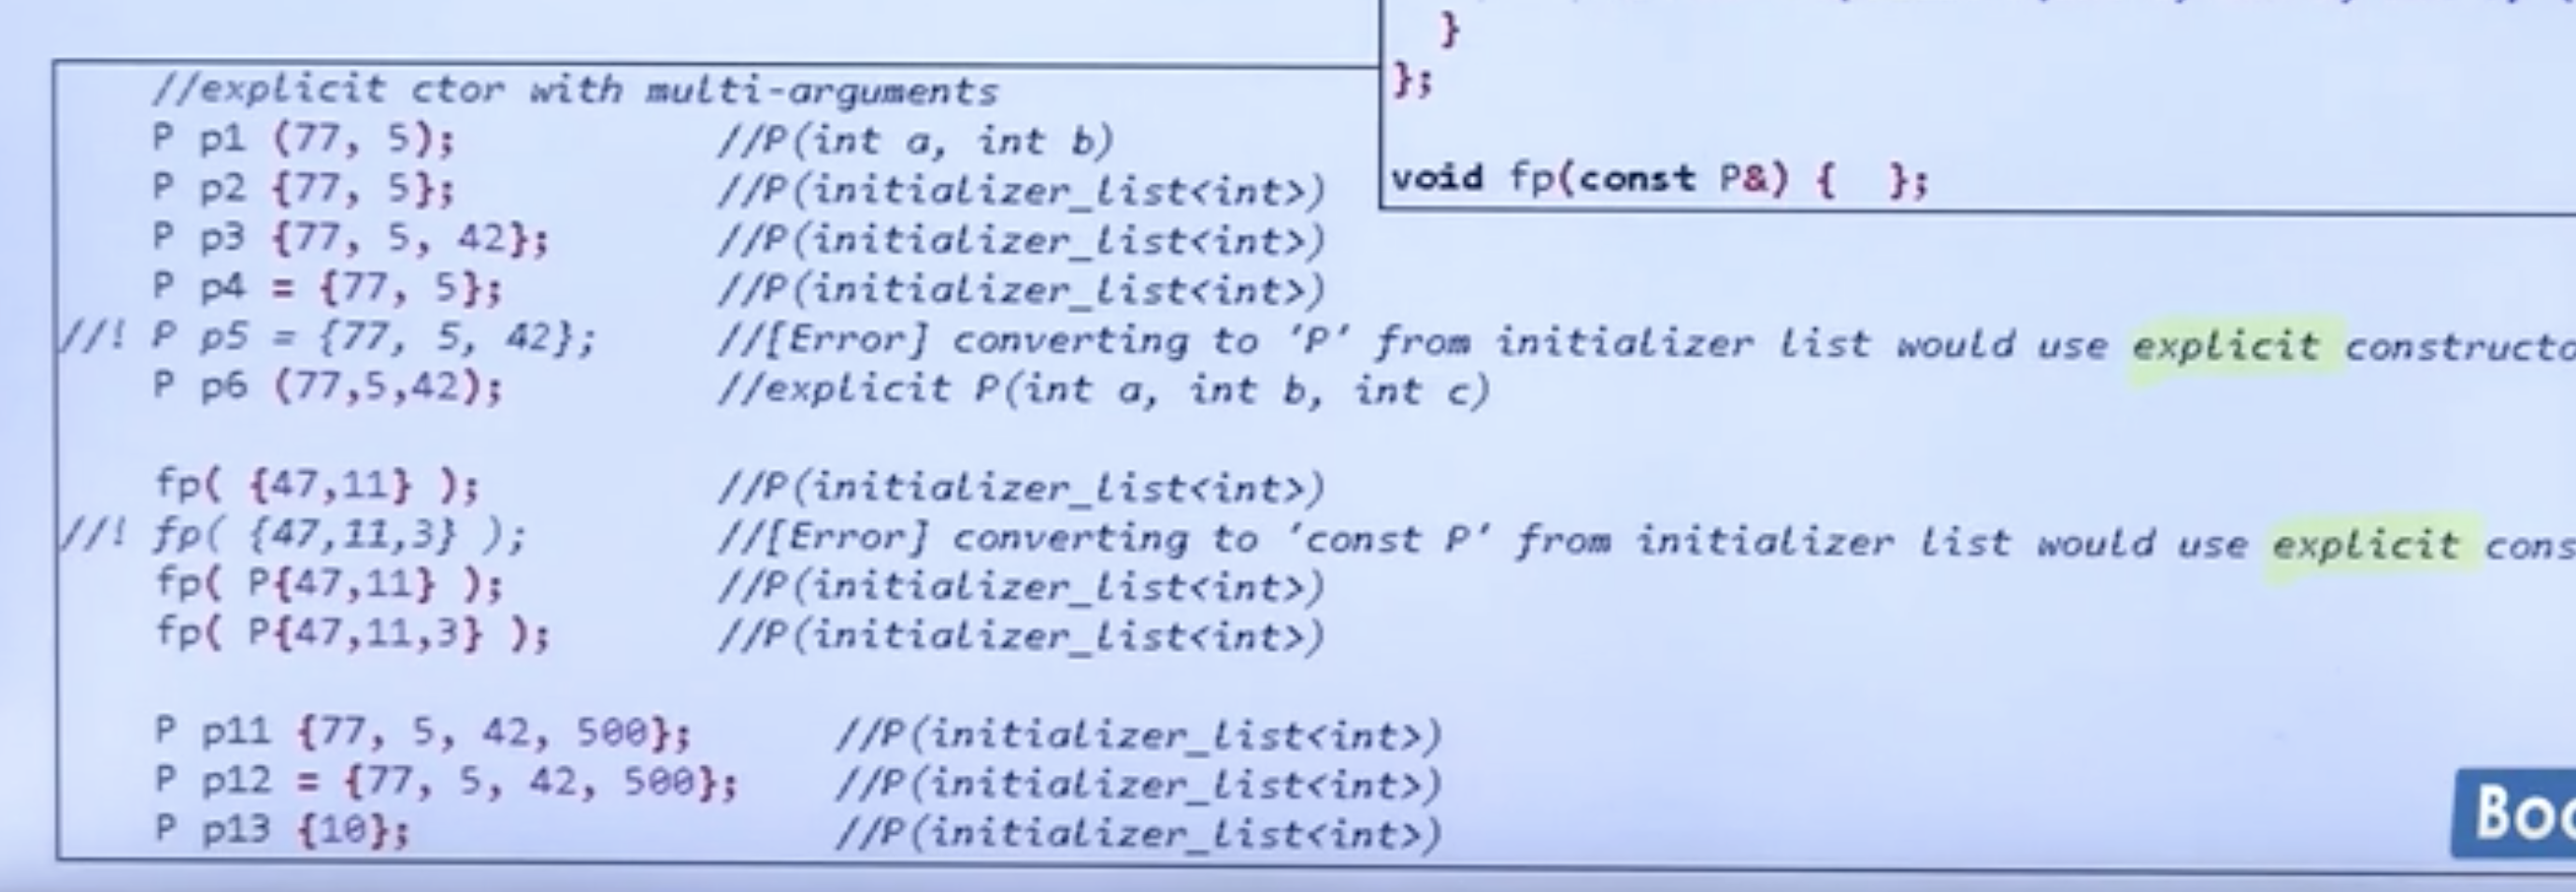 }
};
//explicit ctor with multi-arguments
P p1 (77, 5); //P(int a, int b)
P p2 {77, 5}; //P(initializer_list<int>)
void fp(const P&) { };
P p3 {77, 5, 42}; //P(initializer_list<int>)
P p4 = {77, 5}; //P(initializer_list<int>)
//! P p5 = {77, 5, 42}; //[Error] converting to 'P' from initializer list would use explicit constructo
P p6 (77,5,42); //explicit P(int a, int b, int c)
fp( {47,11} ); //P(initializer_list<int>)
//! fp( {47,11,3} ); //[Error] converting to 'const P' from initializer list would use explicit cons
fp( P{47,11} ); //P(initializer_list<int>)
fp( P{47,11,3} ); //P(initializer_list<int>)
P p11 {77, 5, 42, 500}; //P(initializer_list<int>)
P p12 = {77, 5, 42, 500}; //P(initializer_list<int>)
P p13 {10}; //P(initializer_list<int>)
Boo